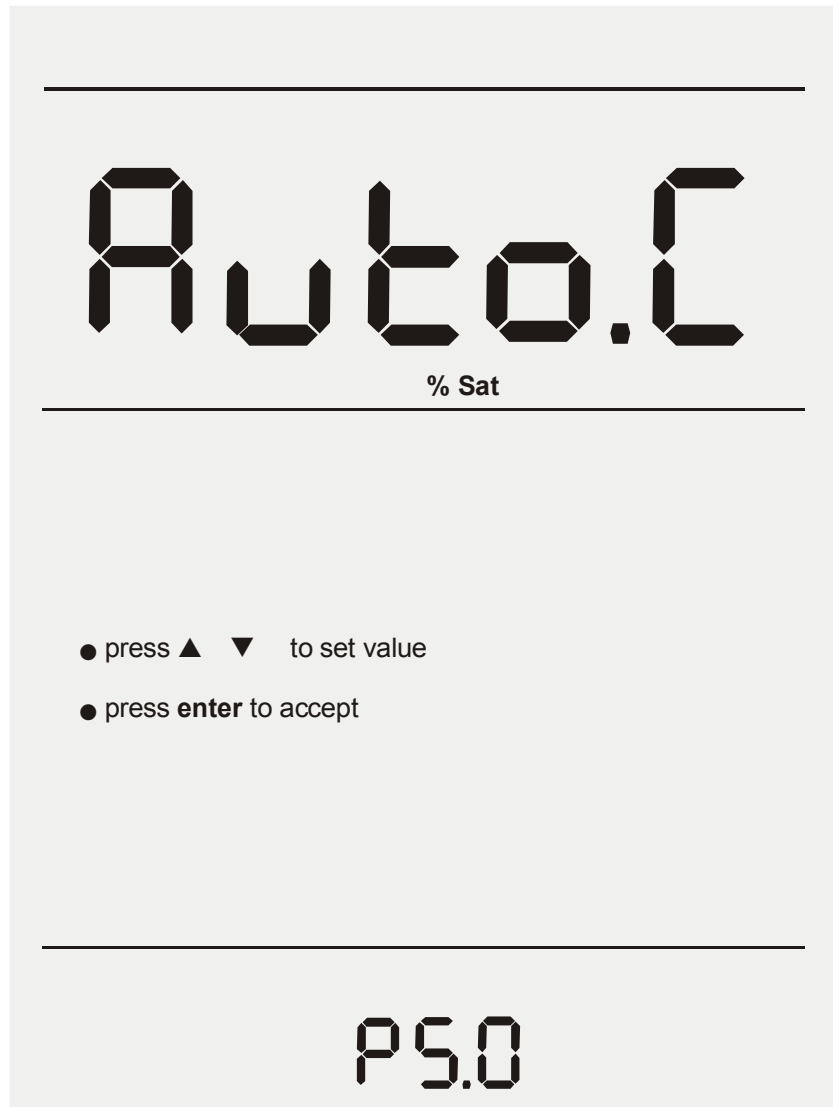 Auto.C
% Sat
● press ▲ ▼ to set value
● press enter to accept
P5.0